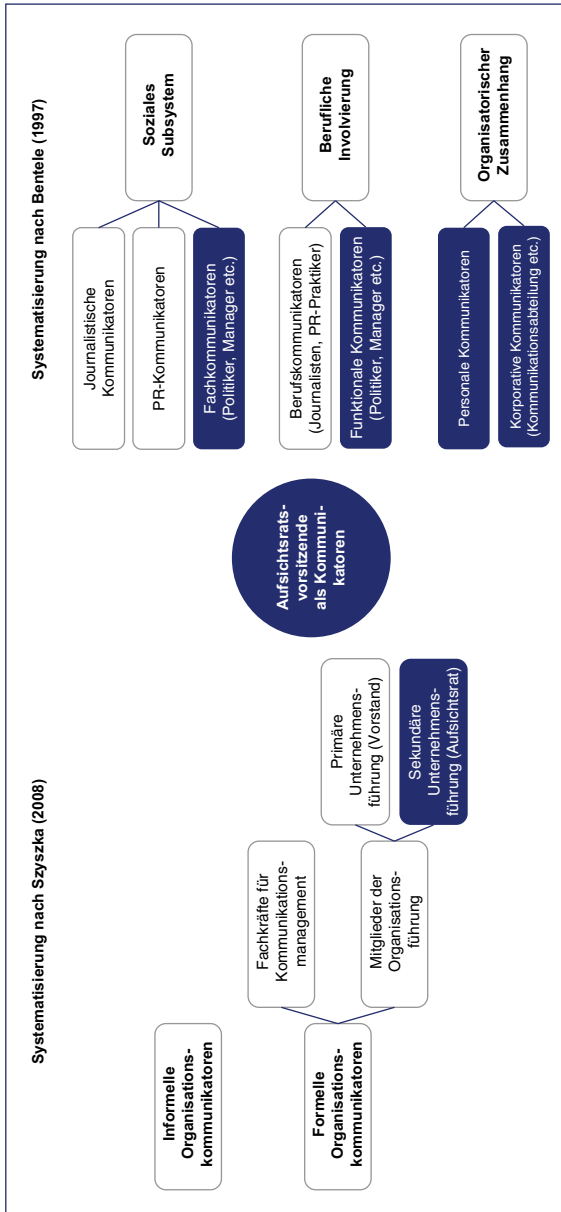 Systematisierung nach Szyszka (2008)
Informelle
Organisations-
kommunikatoren
Formelle
Organisations-
kommunikatoren
Fachkräfte für
Kommunikations-
management
Mitglieder der
Organisations-
führung
Primäre
Unternehmens-
führung (Vorstand)
Sekundäre
Unternehmens-
führung (Aufsichtsrat)
Aufsichtsrats-
vorsitzende
als Kommuni-
katoren
Systematisierung nach Bentele (1997)
Journalistische
Kommunikatoren
PR-Kommunikatoren
Fachkommunikatoren
(Politiker, Manager etc.)
Soziales
Subsystem
Berufskommunikatoren
(Journalisten, PR-Praktiker)
Funktionale Kommunikatoren
(Politiker, Manager etc.)
Berufliche
Involvierung
Personale Kommunikatoren
Korporative Kommunikatoren
(Kommunikationsabteilung etc.)
Organisatorischer
Zusammenhang